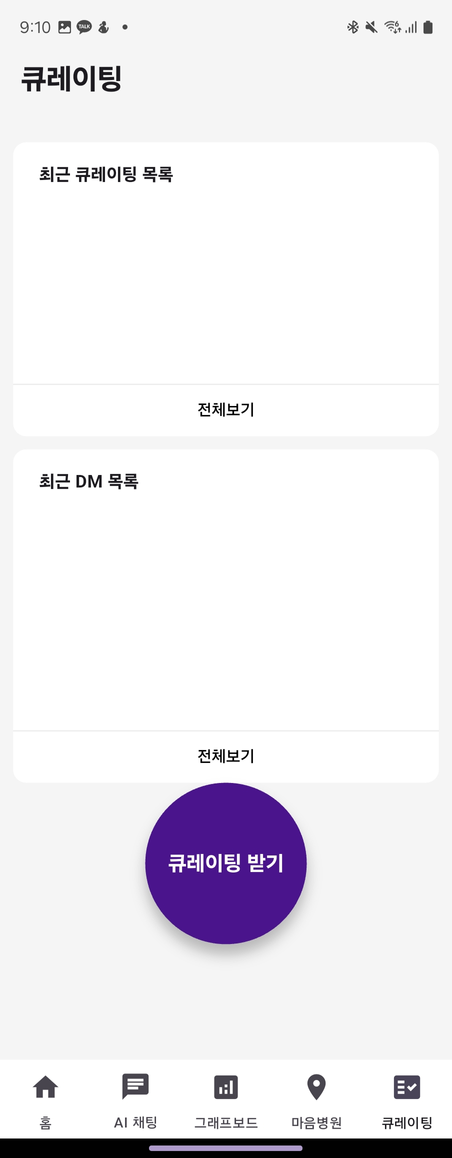 9:10
TALK
큐레이팅
최근 큐레이팅 목록
전체보기
최근 DM 목록
전체보기
큐레이팅 받기
홈
AI 채팅
그래프보드
마음병원
큐레이팅